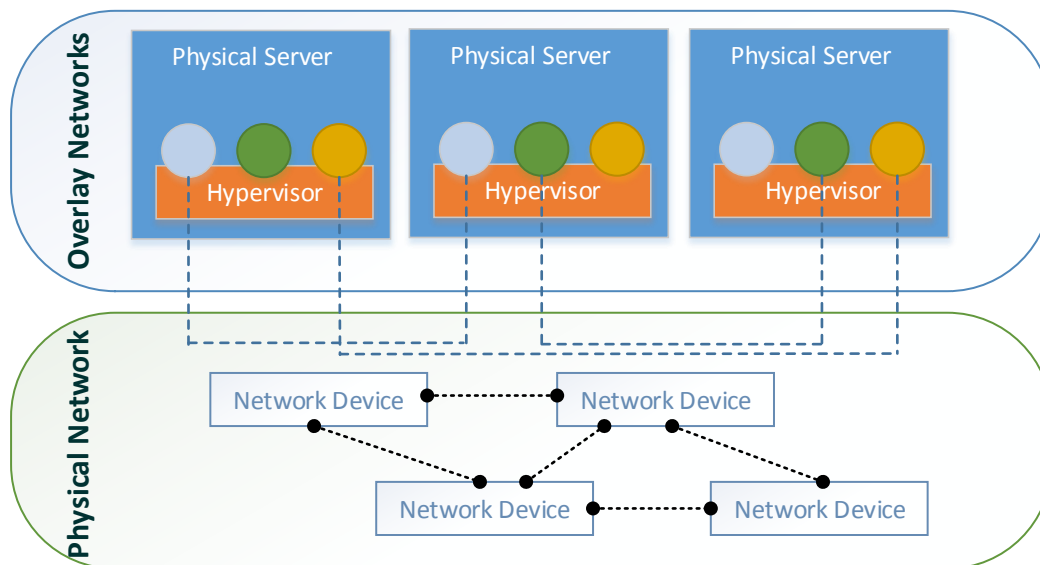 Overlay Networks
Physical Server
Physical Server
Physical Server
Hypervisor
Hypervisor
Hypervisor
Physical Network
Network Device
Network Device
Network Device
Network Device